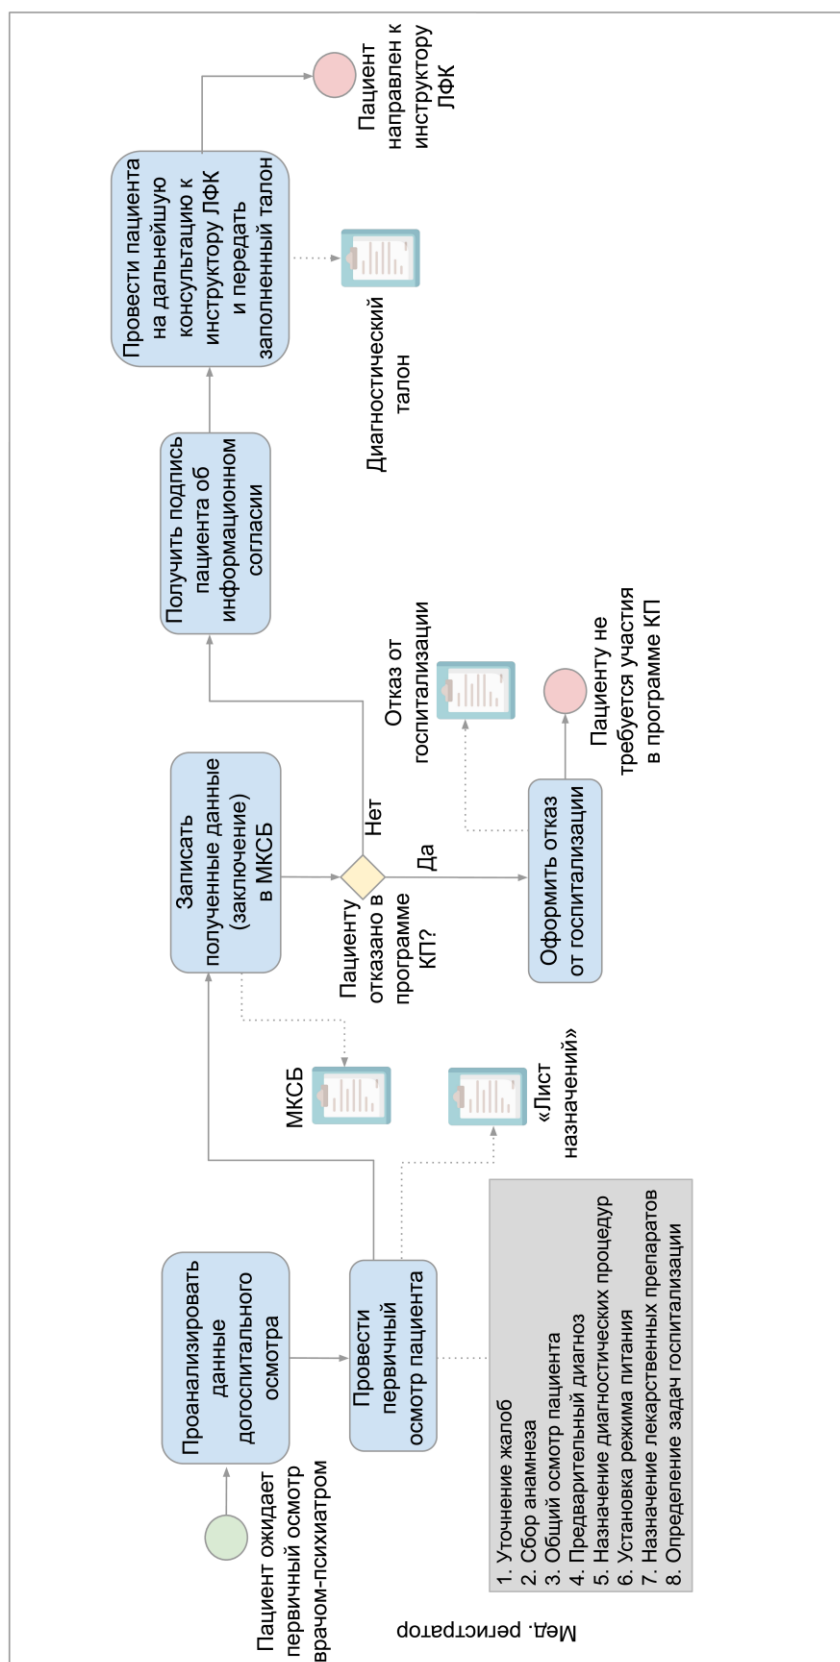 Мед. регистратор
Пациент ожидает
первичный осмотр
врачом-психиатром
Проанализировать
данные
догоспитального
осмотра
Провести
первичный
осмотр пациента
1. Уточнение жалоб
2. Сбор анамнеза
3. Общий осмотр пациента
4. Предварительный диагноз
5. Назначение диагностических процедур
6. Установка режима питания
7. Назначение лекарственных препаратов
8. Определение задач госпитализации
«Лист
назначений»
МКСБ
Записать
полученные данные
(заключение)
в МКСБ
Пациенту
отказано в
программе
КП?
Нет
Да
Оформить отказ
от госпитализации
Отказ от
госпитализации
Пациенту не
требуется участия
в программе КП
Получить подпись
пациента об
информационном
согласии
Провести пациента
на дальнейшую
консультацию к
инструктору ЛФК
и передать
заполненный талон
Диагностический
талон
Пациент
направлен к
инструктору
ЛФК